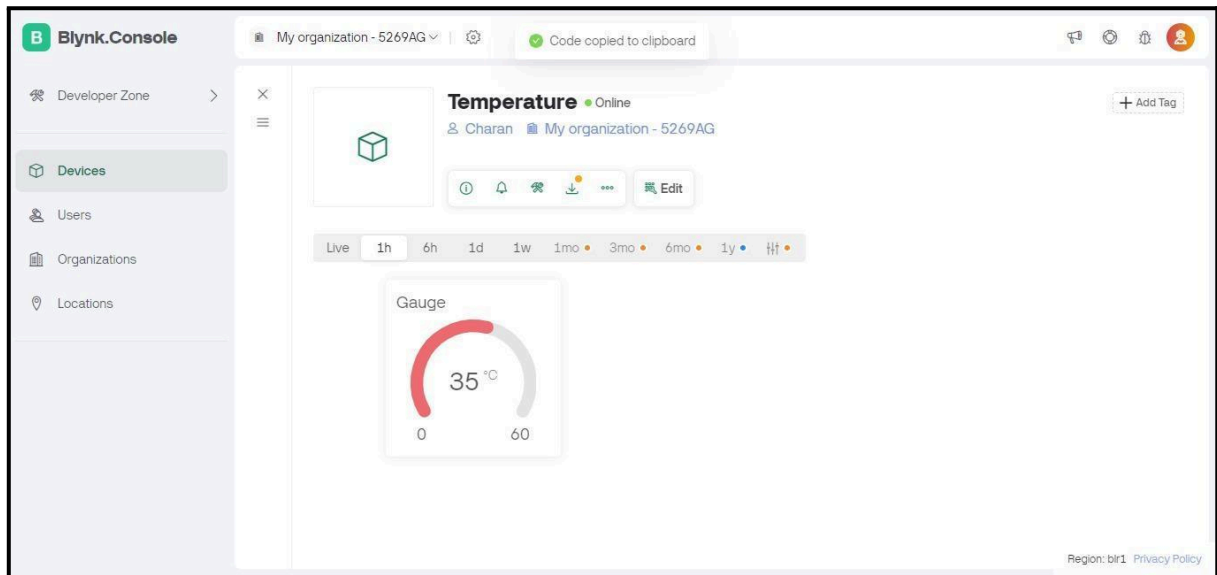 B Blynk.Console
My organization - 5269AG
Code copied to clipboard
Developer Zone
Devices
Users
Organizations
Locations
Temperature Online
Charan My organization - 5269AG
Add Tag
Edit
Live 1h 6h 1d 1w 1mo 3mo 6mo 1y
Gauge
35 °C
0 60
Region: blr1 Privacy Policy